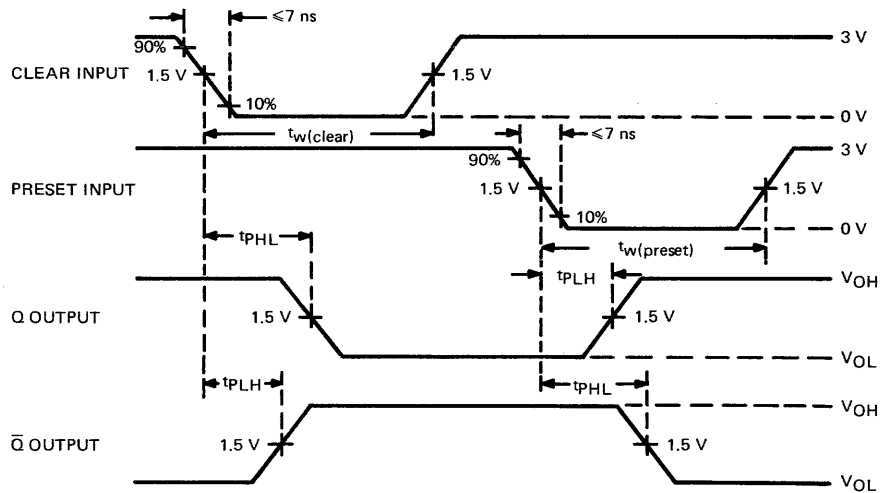 ≤7 ns
90%
3 V
CLEAR INPUT
1.5 V
1.5 V
10%
0 V
tw(clear)
≤7 ns
90%
3 V
PRESET INPUT
1.5 V
1.5 V
10%
0 V
tPHL
tw(preset)
tPLH
VOH
Q OUTPUT
1.5 V
1.5 V
VOL
tPLH
tPHL
VOH
Q̅ OUTPUT
1.5 V
1.5 V
VOL